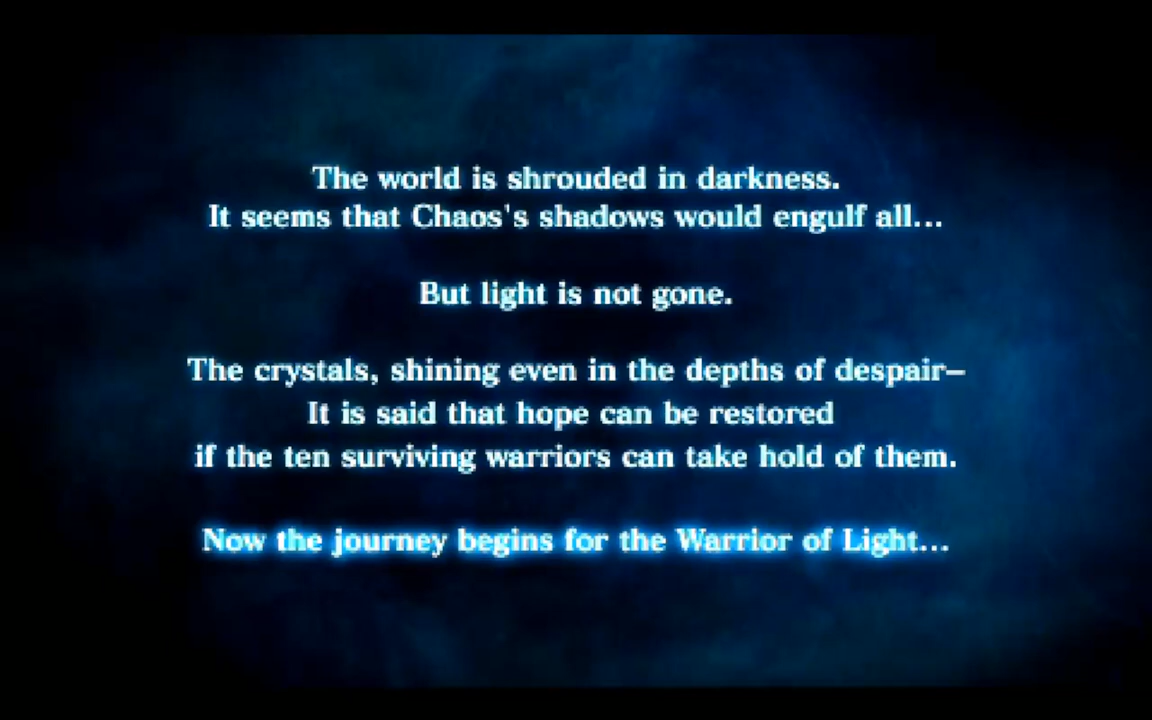 The world is shrouded in darkness.
It seems that Chaos's shadows would engulf all...
But light is not gone.
The crystals, shining even in the depths of despair—
It is said that hope can be restored
if the ten surviving warriors can take hold of them.
Now the journey begins for the Warrior of Light...